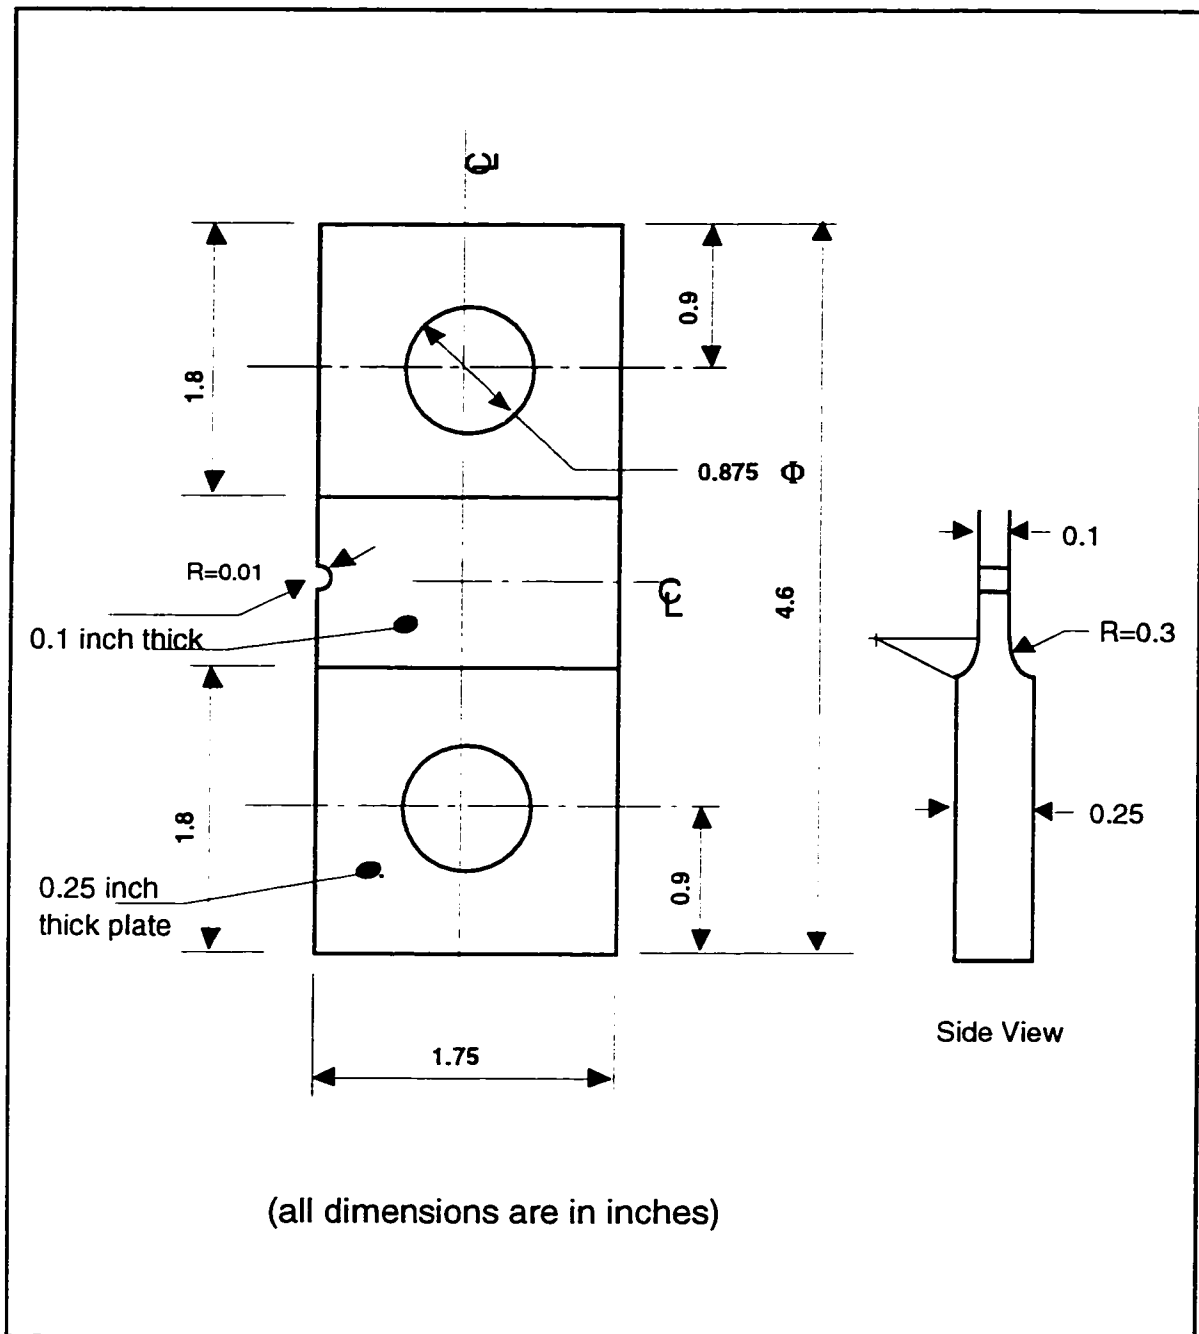 ℄
1.8
0.9
0.875 Φ
R=0.01
0.1 inch thick
℄
4.6
0.1
R=0.3
1.8
0.25 inch
thick plate
0.9
0.25
Side View
1.75
(all dimensions are in inches)